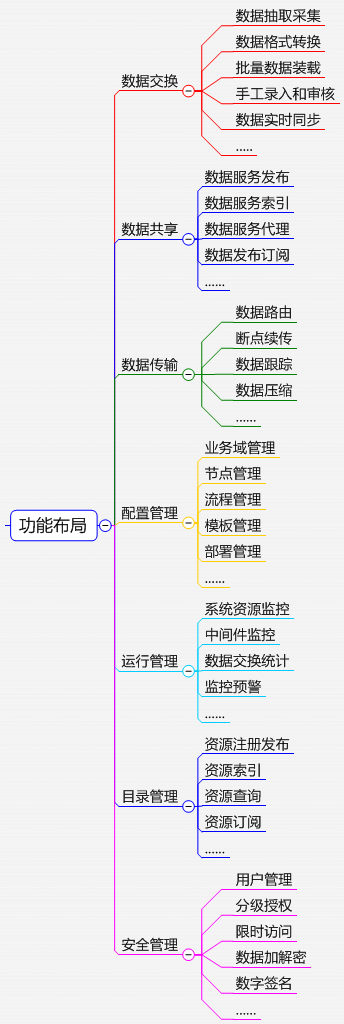 功能布局
数据交换
数据抽取采集
数据格式转换
批量数据装载
手工录入和审核
数据实时同步
.....
数据共享
数据服务发布
数据服务索引
数据服务代理
数据发布订阅
......
数据传输
数据路由
断点续传
数据跟踪
数据压缩
......
配置管理
业务域管理
节点管理
流程管理
模板管理
部署管理
......
运行管理
系统资源监控
中间件监控
数据交换统计
监控预警
......
目录管理
资源注册发布
资源索引
资源查询
资源订阅
......
安全管理
用户管理
分级授权
限时访问
数据加解密
数字签名
......